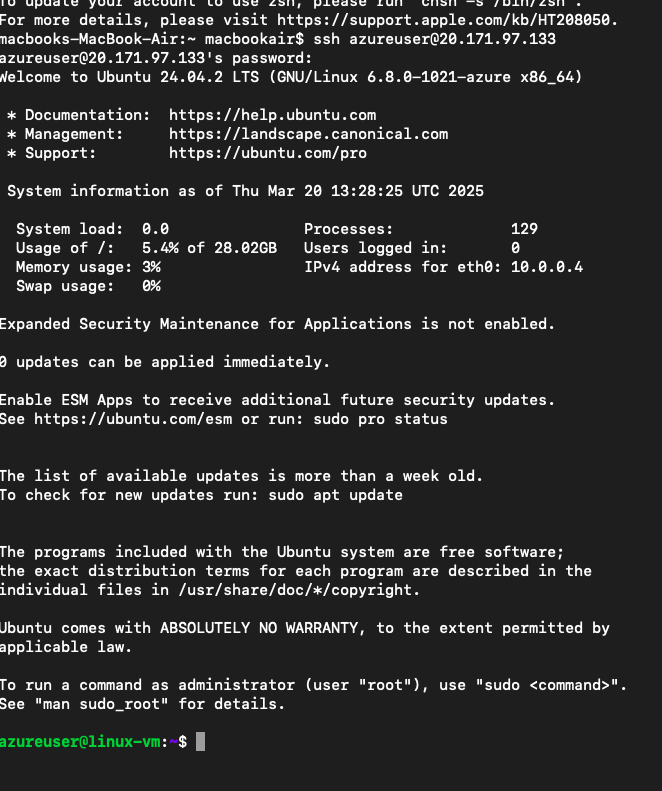 To update your account to use zsh, please run `chsh -s /bin/zsh`.
For more details, please visit https://support.apple.com/kb/HT208050.
macbooks-MacBook-Air:~ macbookair$ ssh azureuser@20.171.97.133
azureuser@20.171.97.133's password:
Welcome to Ubuntu 24.04.2 LTS (GNU/Linux 6.8.0-1021-azure x86_64)
* Documentation:  https://help.ubuntu.com
* Management:     https://landscape.canonical.com
* Support:        https://ubuntu.com/pro
System information as of Thu Mar 20 13:28:25 UTC 2025
System load:  0.0                Processes:             129
Usage of /:   5.4% of 28.02GB   Users logged in:       0
Memory usage: 3%                 IPv4 address for eth0: 10.0.0.4
Swap usage:   0%
Expanded Security Maintenance for Applications is not enabled.
0 updates can be applied immediately.
Enable ESM Apps to receive additional future security updates.
See https://ubuntu.com/esm or run: sudo pro status
The list of available updates is more than a week old.
To check for new updates run: sudo apt update
The programs included with the Ubuntu system are free software;
the exact distribution terms for each program are described in the
individual files in /usr/share/doc/*/copyright.
Ubuntu comes with ABSOLUTELY NO WARRANTY, to the extent permitted by
applicable law.
To run a command as administrator (user "root"), use "sudo <command>".
See "man sudo_root" for details.
azureuser@linux-vm:~$